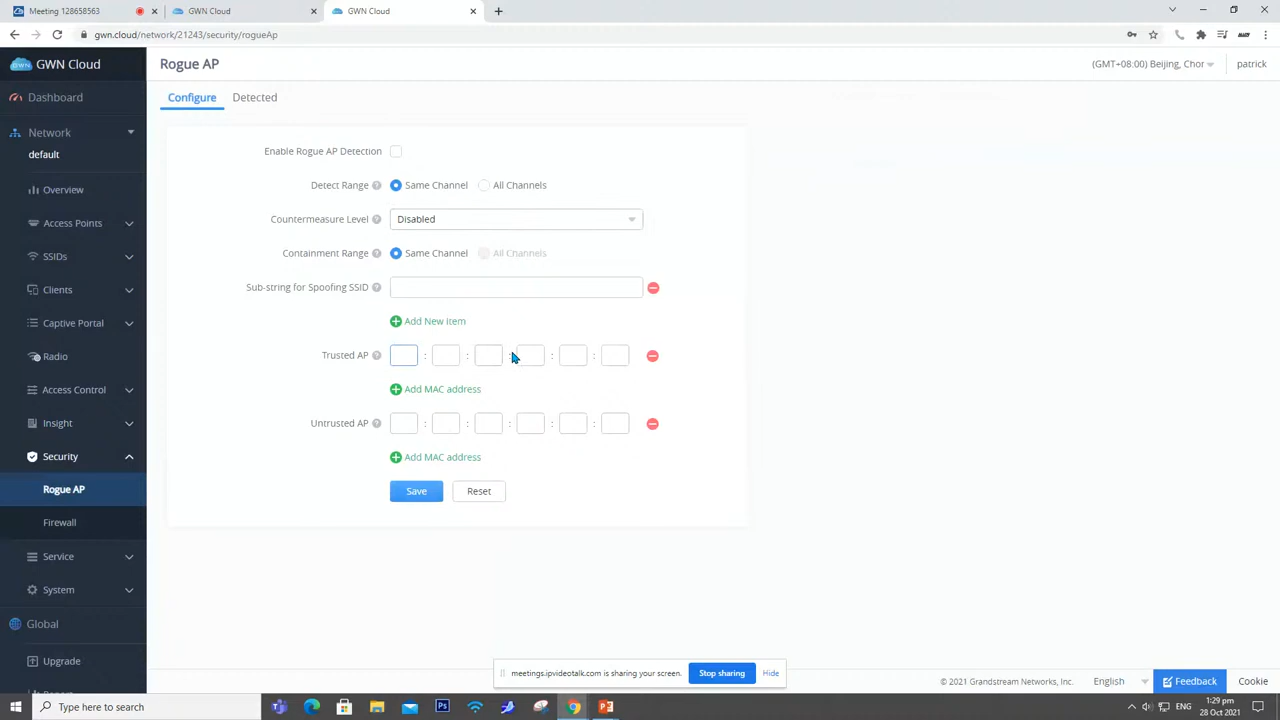 Meeting 128658563
GWN Cloud
GWN Cloud
gwn.cloud/network/21243/security/rogueAp
GWN Cloud
Rogue AP
(GMT+08:00) Beijing, Chor
patrick
Dashboard
Network
default
Overview
Access Points
SSIDs
Clients
Captive Portal
Radio
Access Control
Insight
Security
Rogue AP
Firewall
Service
System
Global
Upgrade
Configure
Detected
Enable Rogue AP Detection
Detect Range ? Same Channel All Channels
Countermeasure Level ? Disabled
Containment Range ? Same Channel All Channels
Sub-string for Spoofing SSID ?
Add New Item
Trusted AP ? : : : : :
Add MAC address
Untrusted AP ? : : : : :
Add MAC address
Save Reset
meetings.ipvideotalk.com is sharing your screen. Stop sharing Hide
© 2021 Grandstream Networks, Inc. English Feedback Cookie
Type here to search
ENG
1:29 pm
28 Oct 2021